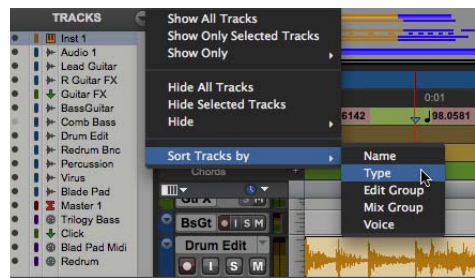 TRACKS
Inst 1
Audio 1
Lead Guitar
R Guitar FX
Guitar FX
BassGuitar
Comb Bass
Drum Edit
Redrum Bnc
Percussion
Virus
Blade Pad
Master 1
Trilogy Bass
Click
Blad Pad Midi
Redrum
Show All Tracks
Show Only Selected Tracks
Show Only
Hide All Tracks
Hide Selected Tracks
Hide
Sort Tracks by
Name
Type
Edit Group
Mix Group
Voice
0:01
6142
98.0581
Chords
Gtr X
BsGt
I S M
Drum Edit
I S M